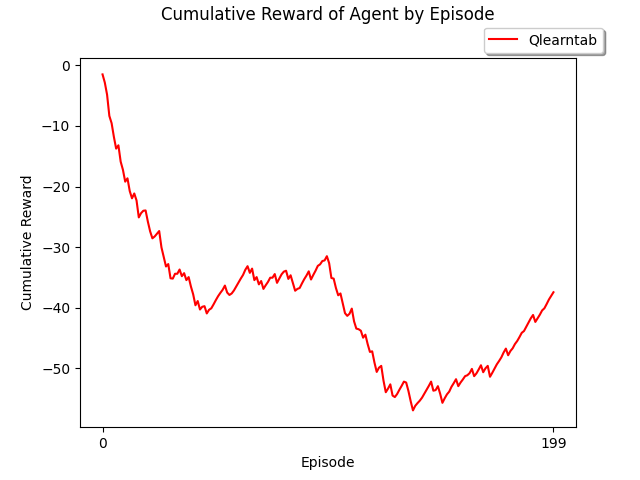 Cumulative Reward of Agent by Episode
Qlearntab
0
−10
−20
−30
−40
−50
Cumulative Reward
0 199
Episode